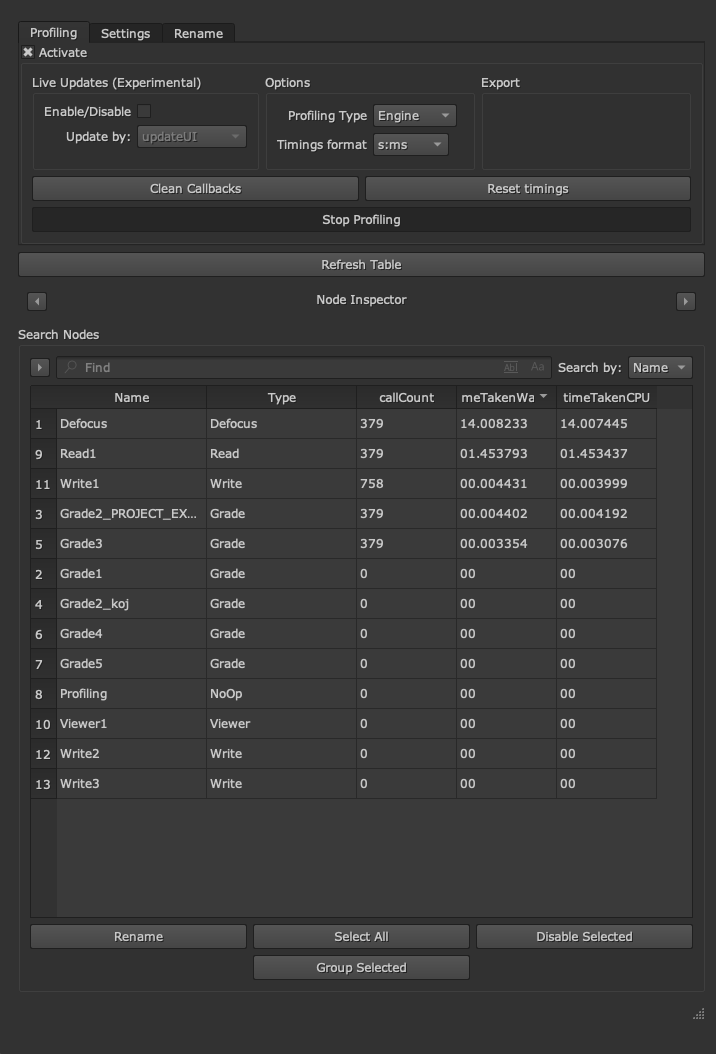 Profiling Settings Rename
Activate
Live Updates (Experimental) Options Export
Enable/Disable
Update by: updateUI
Profiling Type Engine
Timings format s:ms
Clean Callbacks Reset timings
Stop Profiling
Refresh Table
Node Inspector
Search Nodes
Find Ab| Aa Search by: Name
Name Type callCount meTakenWa timeTakenCPU
1 Defocus Defocus 379 14.008233 14.007445
9 Read1 Read 379 01.453793 01.453437
11 Write1 Write 758 00.004431 00.003999
3 Grade2_PROJECT_EX... Grade 379 00.004402 00.004192
5 Grade3 Grade 379 00.003354 00.003076
2 Grade1 Grade 0 00 00
4 Grade2_koj Grade 0 00 00
6 Grade4 Grade 0 00 00
7 Grade5 Grade 0 00 00
8 Profiling NoOp 0 00 00
10 Viewer1 Viewer 0 00 00
12 Write2 Write 0 00 00
13 Write3 Write 0 00 00
Rename Select All Disable Selected
Group Selected